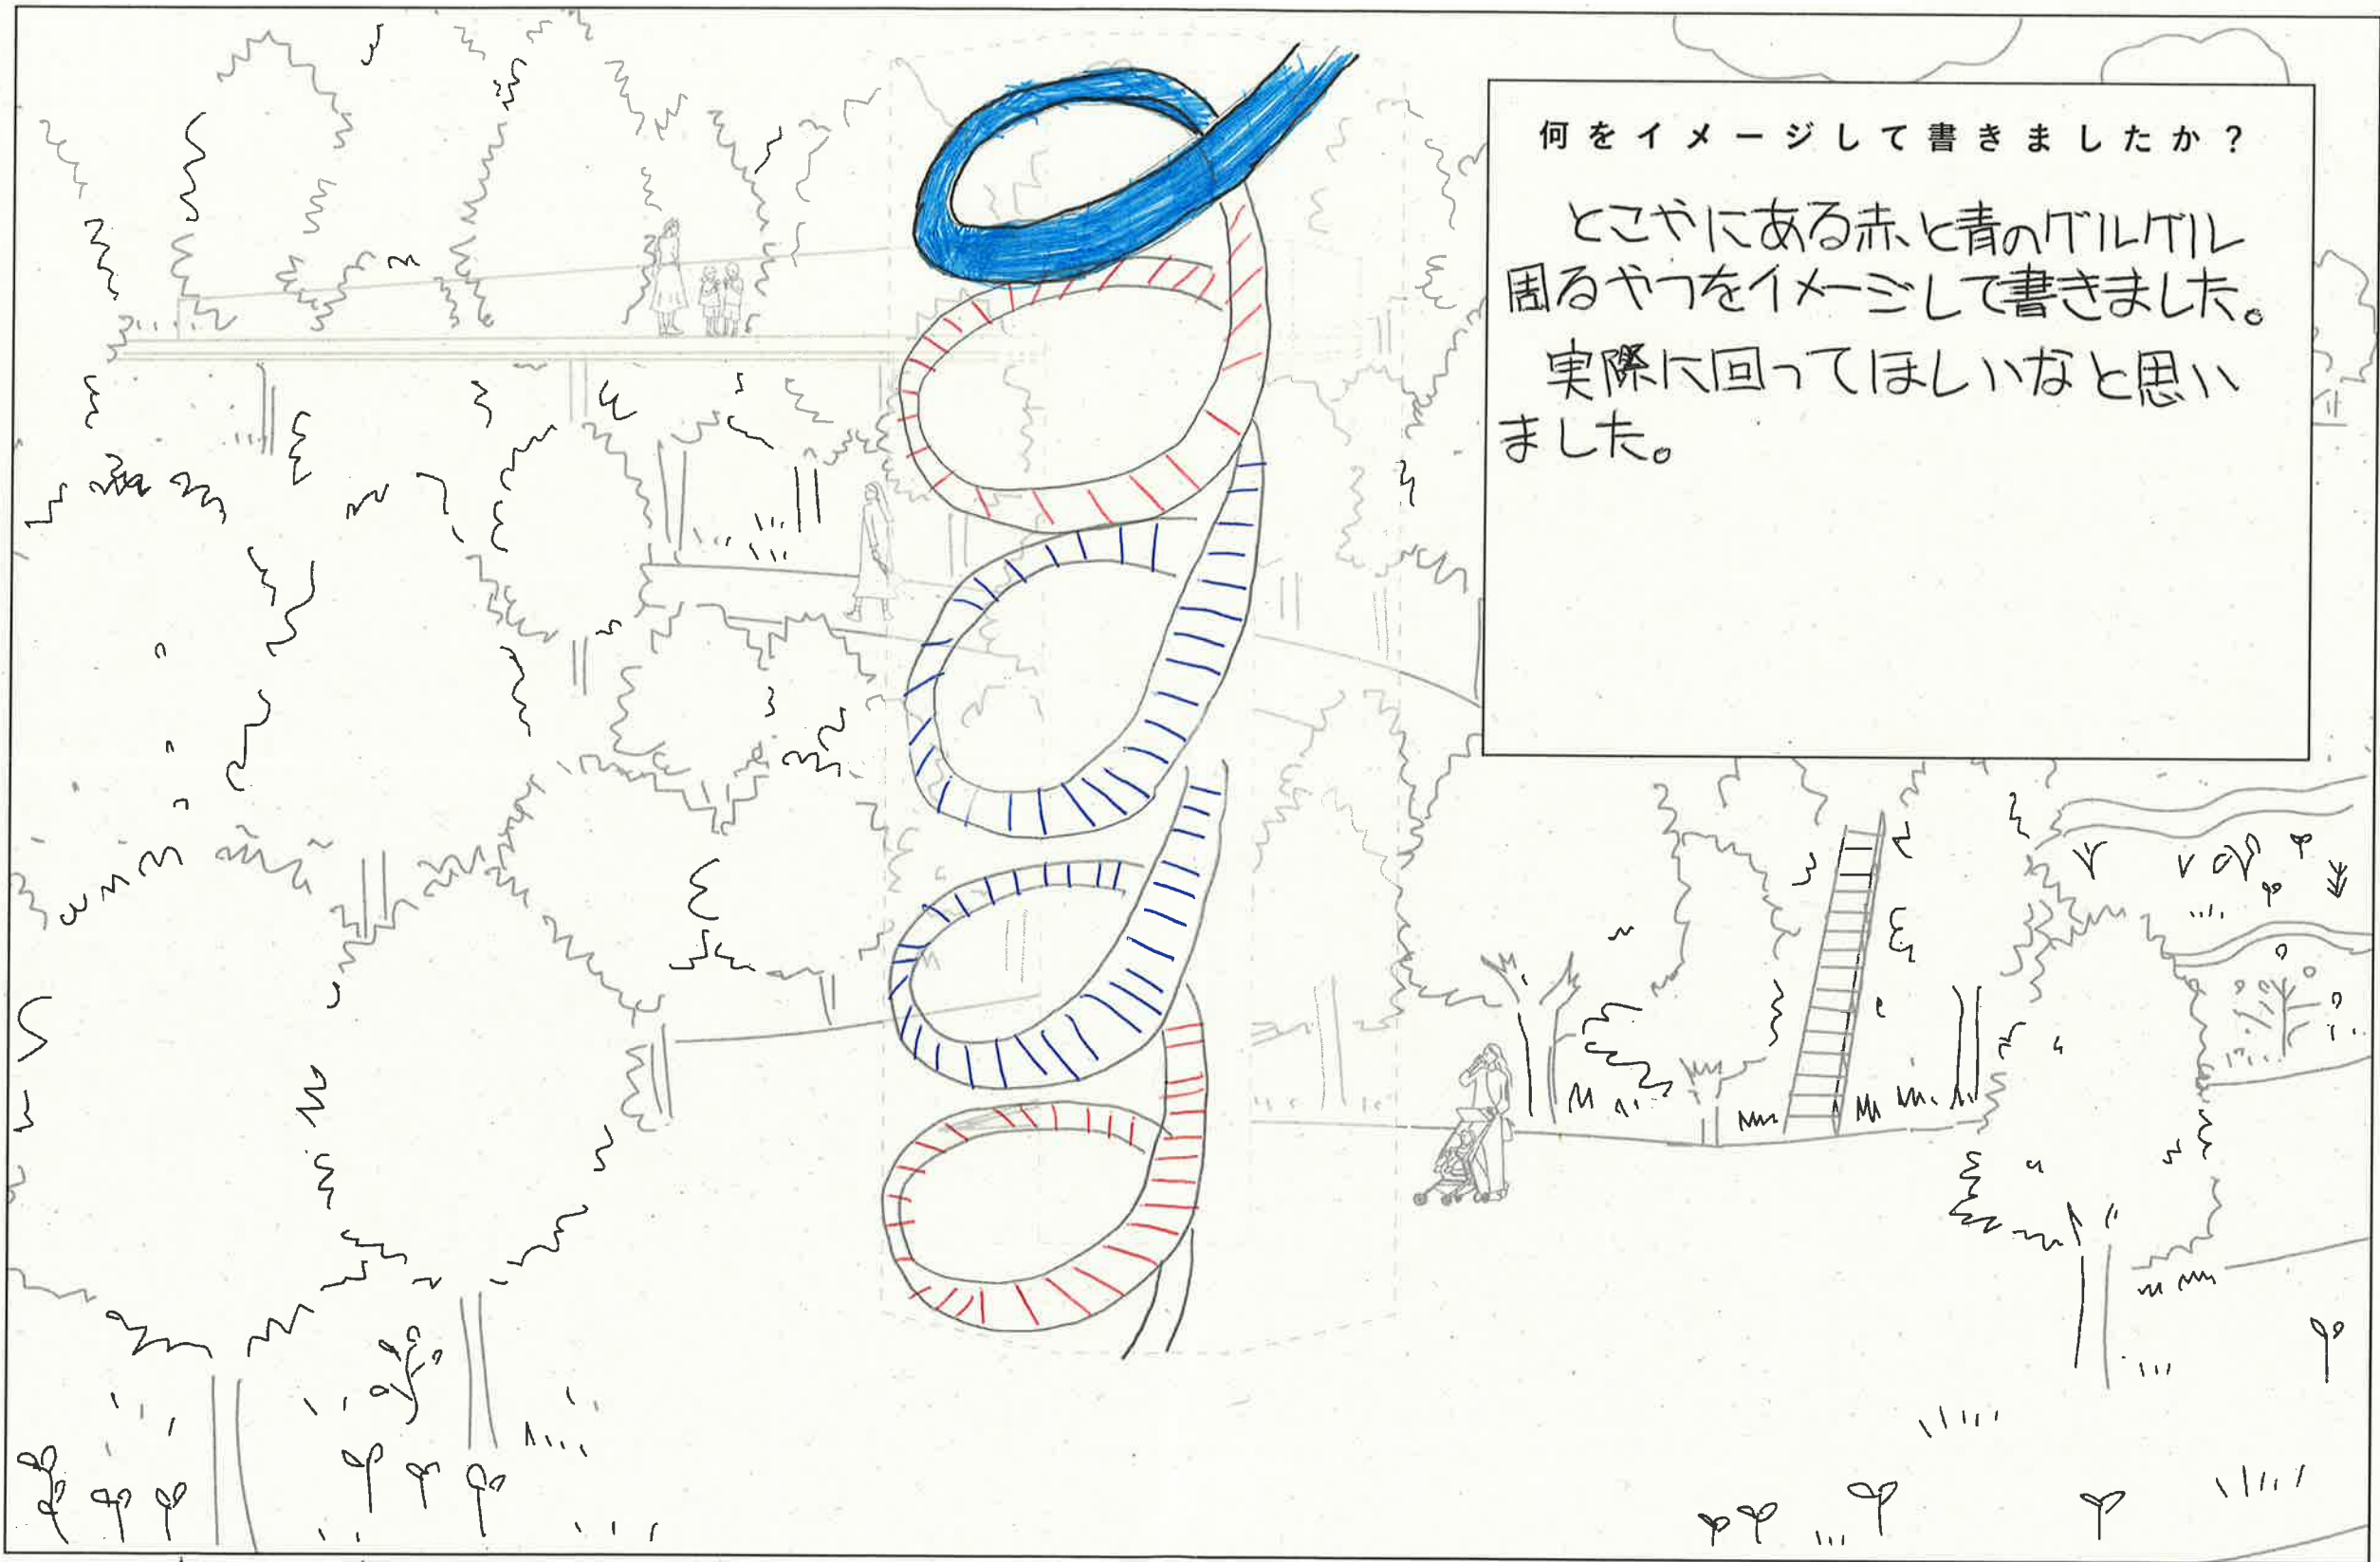 何をイメージして書きましたか?
とこやにある赤と青のグルグル
周るやつをイメージして書きました。
実際に回ってほしいなと思い
ました。